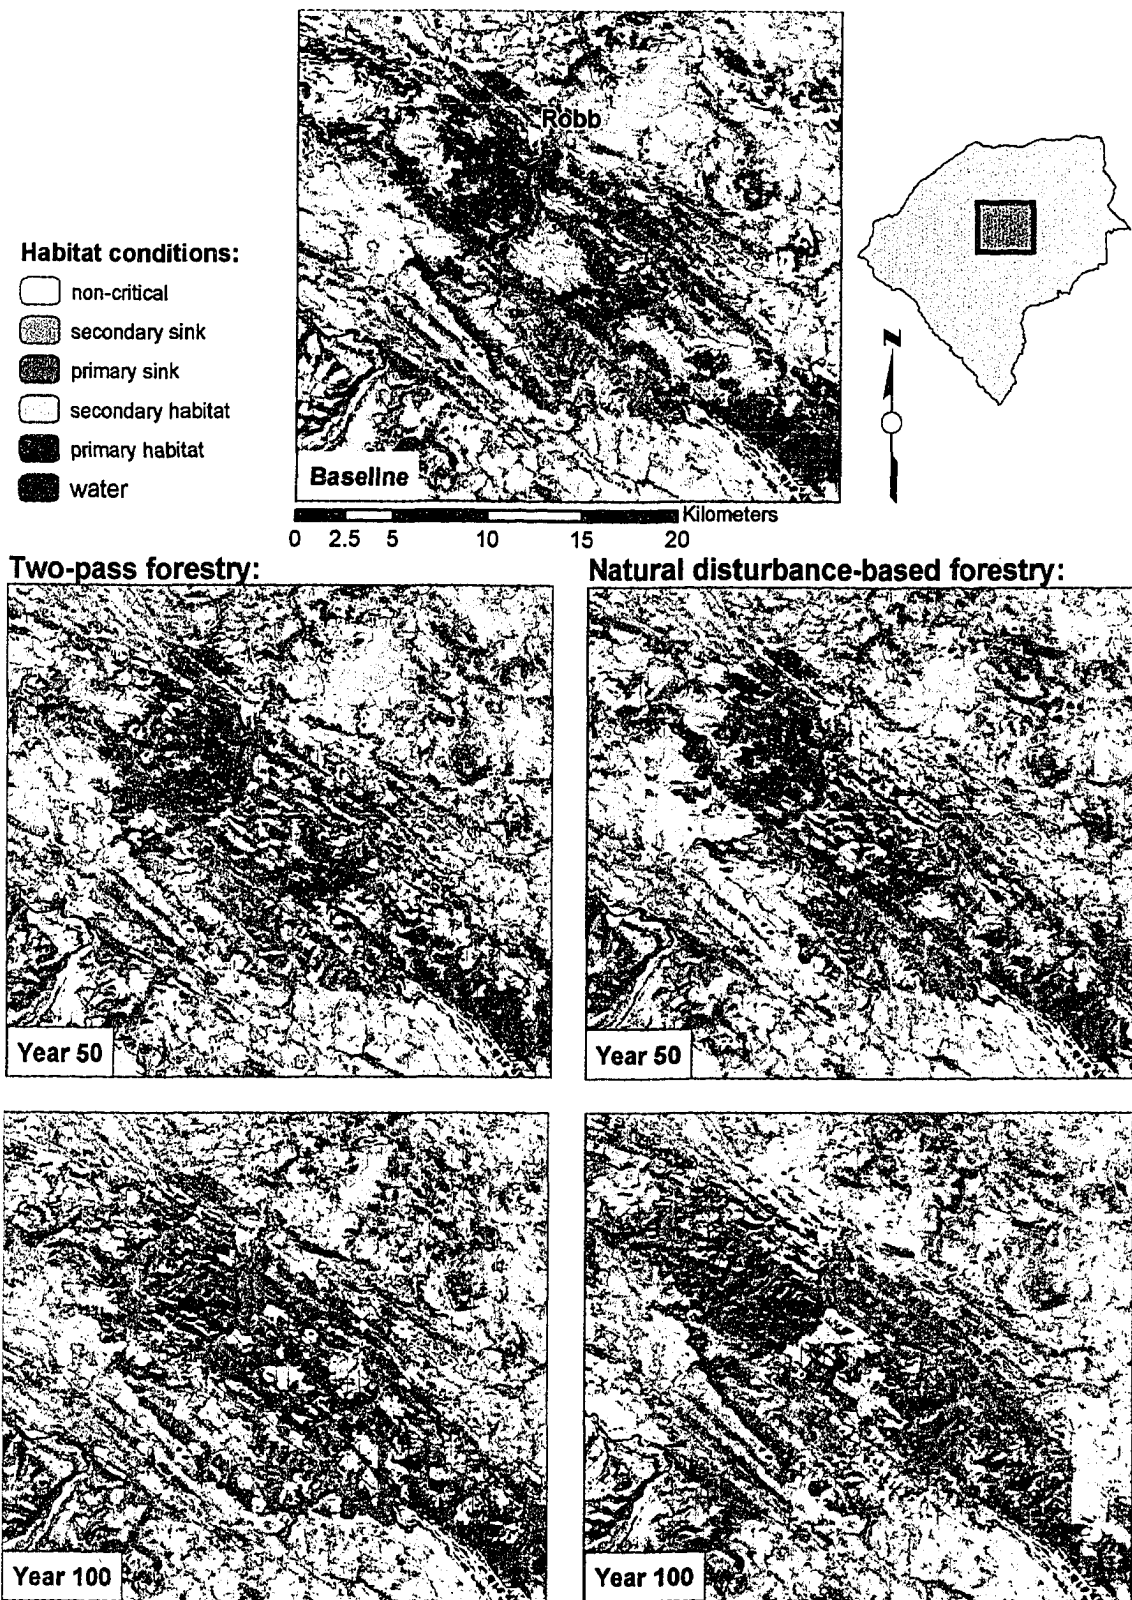 Robb
Habitat conditions:
non-critical
secondary sink
primary sink
secondary habitat
primary habitat
water
N
Baseline
Kilometers
0 2.5 5 10 15 20
Two-pass forestry:
Natural disturbance-based forestry:
Year 50
Year 50
Year 100
Year 100